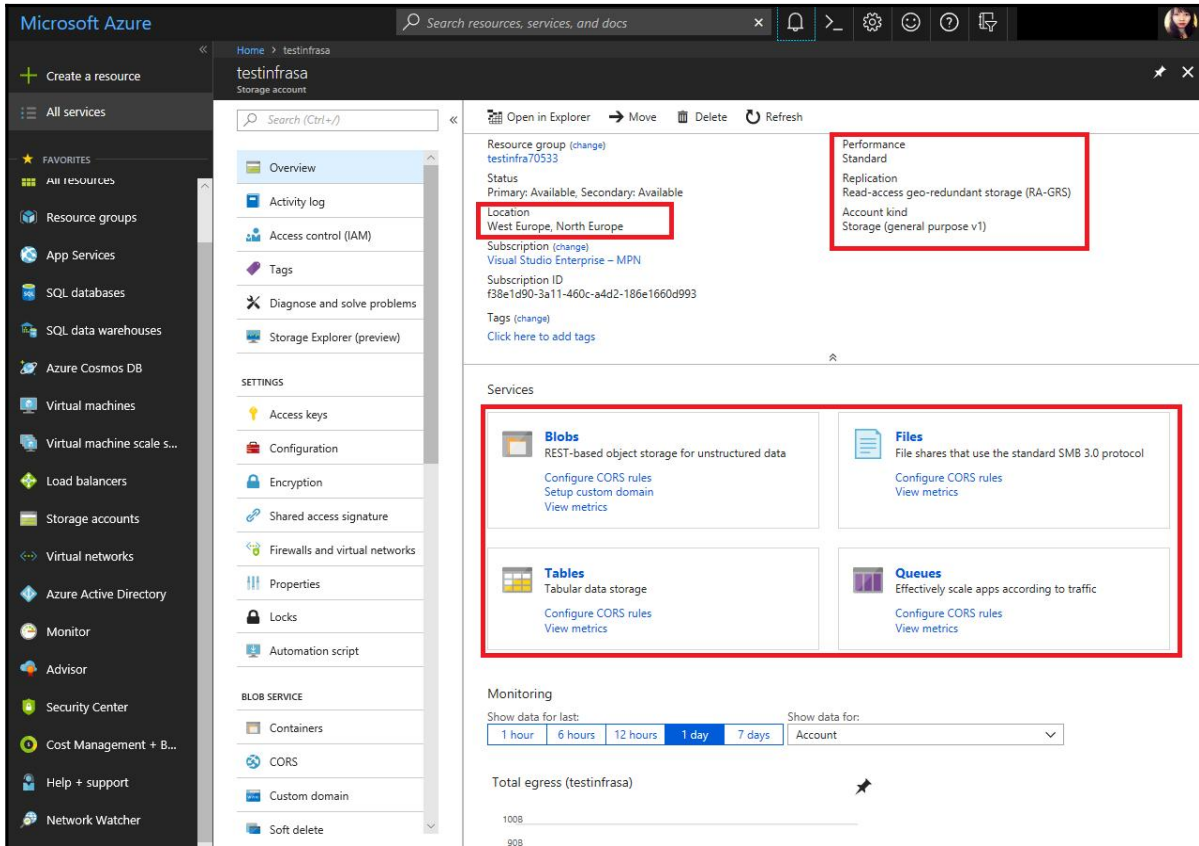 Microsoft Azure
Search resources, services, and docs
Home > testinfrasa
testinfrasa
Storage account
Create a resource
All services
FAVORITES
All resources
Resource groups
App Services
SQL databases
SQL data warehouses
Azure Cosmos DB
Virtual machines
Virtual machine scale s...
Load balancers
Storage accounts
Virtual networks
Azure Active Directory
Monitor
Advisor
Security Center
Cost Management + B...
Help + support
Network Watcher
Search (Ctrl+/)
Overview
Activity log
Access control (IAM)
Tags
Diagnose and solve problems
Storage Explorer (preview)
SETTINGS
Access keys
Configuration
Encryption
Shared access signature
Firewalls and virtual networks
Properties
Locks
Automation script
BLOB SERVICE
Containers
CORS
Custom domain
Soft delete
Open in Explorer Move Delete Refresh
Resource group (change)
testinfra70533
Status
Primary: Available, Secondary: Available
Location
West Europe, North Europe
Subscription (change)
Visual Studio Enterprise – MPN
Subscription ID
f38e1d90-3a11-460c-a4d2-186e1660d993
Tags (change)
Click here to add tags
Performance
Standard
Replication
Read-access geo-redundant storage (RA-GRS)
Account kind
Storage (general purpose v1)
Services
Blobs
REST-based object storage for unstructured data
Configure CORS rules
Setup custom domain
View metrics
Files
File shares that use the standard SMB 3.0 protocol
Configure CORS rules
View metrics
Tables
Tabular data storage
Configure CORS rules
View metrics
Queues
Effectively scale apps according to traffic
Configure CORS rules
View metrics
Monitoring
Show data for last:
1 hour 6 hours 12 hours 1 day 7 days
Show data for:
Account
Total egress (testinfrasa)
100B
90B